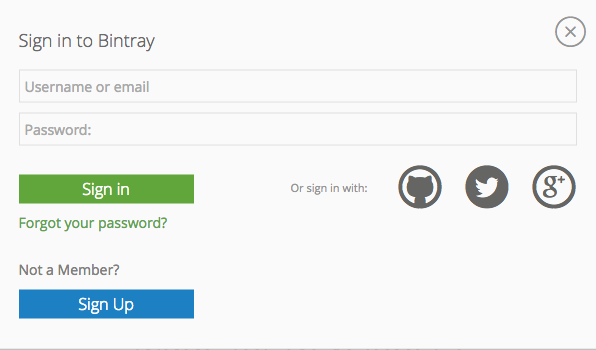 Sign in to Bintray
Username or email
Password:
Sign in
Or sign in with:
g+
Forgot your password?
Not a Member?
Sign Up